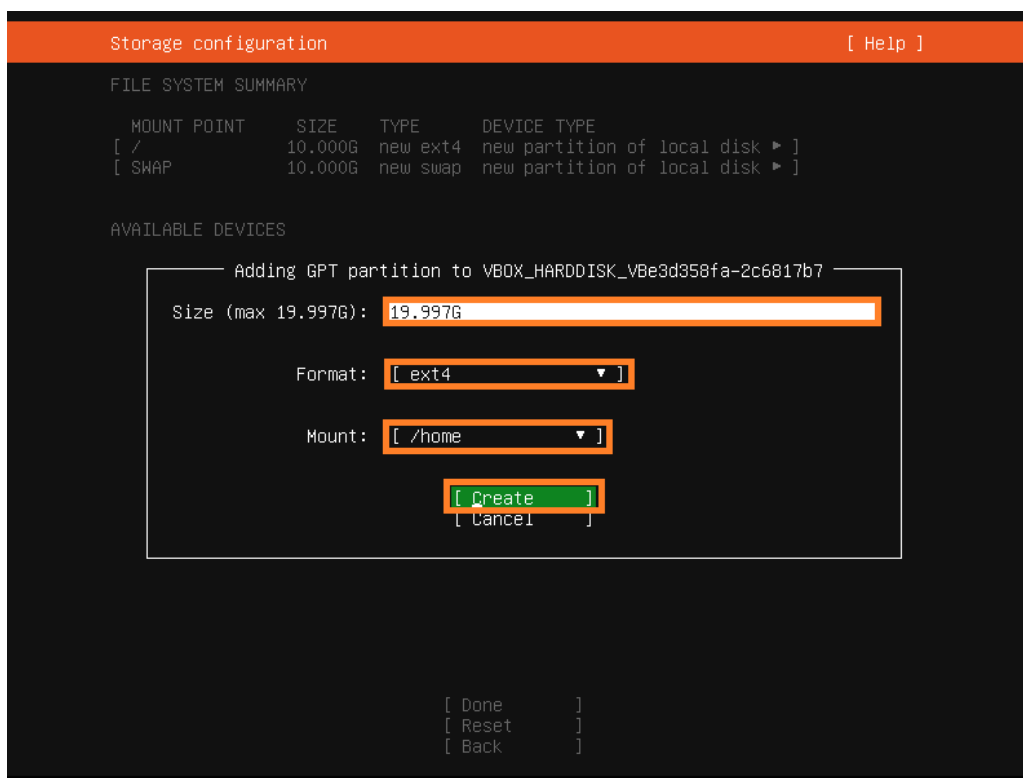 Storage configuration [ Help ]
FILE SYSTEM SUMMARY
MOUNT POINT SIZE TYPE DEVICE TYPE
[ / 10.000G new ext4 new partition of local disk ▸ ]
[ SWAP 10.000G new swap new partition of local disk ▸ ]
AVAILABLE DEVICES
Adding GPT partition to VBOX_HARDDISK_VBe3d358fa-2c6817b7
Size (max 19.997G): 19.997G
Format: [ ext4 ▾ ]
Mount: [ /home ▾ ]
[ Create ]
[ Cancel ]
[ Done ]
[ Reset ]
[ Back ]